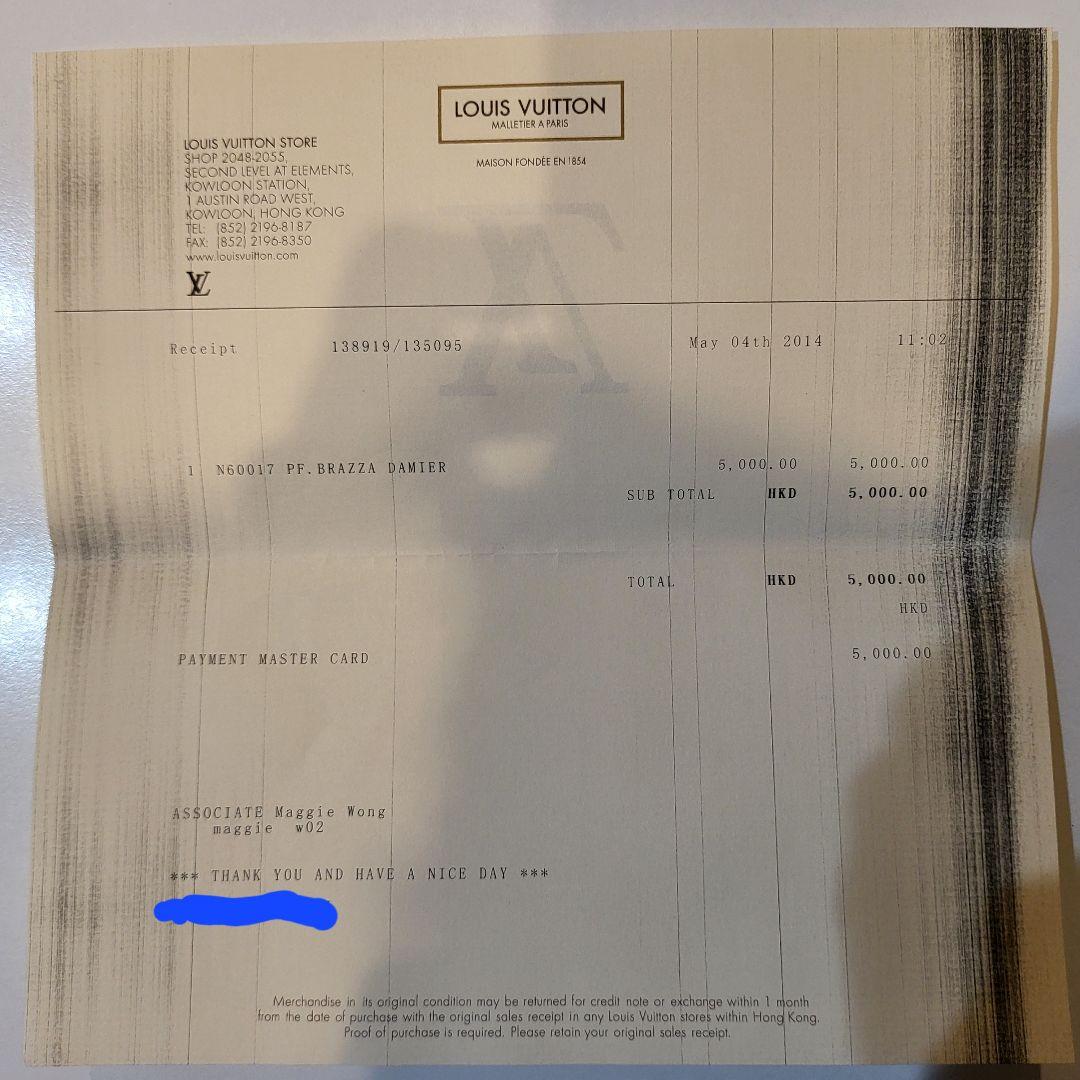 LOUIS VUITTON
MALLETIER A PARIS
MAISON FONDÉE EN 1854
LOUIS VUITTON STORE
SHOP 2048-2055,
SECOND LEVEL AT ELEMENTS,
KOWLOON STATION,
1 AUSTIN ROAD WEST,
KOWLOON, HONG KONG
TEL: (852) 2196-8187
FAX: (852) 2196-8350
www.louisvuitton.com
LV
Receipt 138919/135095 May 04th 2014 11:02
1 N60017 PF.BRAZZA DAMIER 5,000.00 5,000.00
SUB TOTAL HKD 5,000.00
TOTAL HKD 5,000.00
HKD
PAYMENT MASTER CARD 5,000.00
ASSOCIATE Maggie Wong
maggie w02
*** THANK YOU AND HAVE A NICE DAY ***
Merchandise in its original condition may be returned for credit note or exchange within 1 month
from the date of purchase with the original sales receipt in any Louis Vuitton stores within Hong Kong.
Proof of purchase is required. Please retain your original sales receipt.